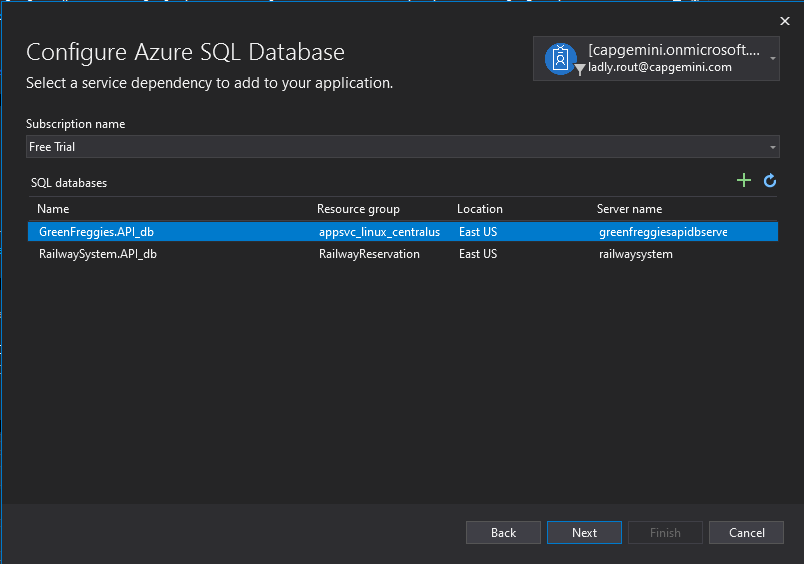 Configure Azure SQL Database
Select a service dependency to add to your application.
[capgemini.onmicrosoft....
ladly.rout@capgemini.com
Subscription name
Free Trial
SQL databases
Name Resource group Location Server name
GreenFreggies.API_db appsvc_linux_centralus East US greenfreggiesapidbserve
RailwaySystem.API_db RailwayReservation East US railwaysystem
Back Next Finish Cancel